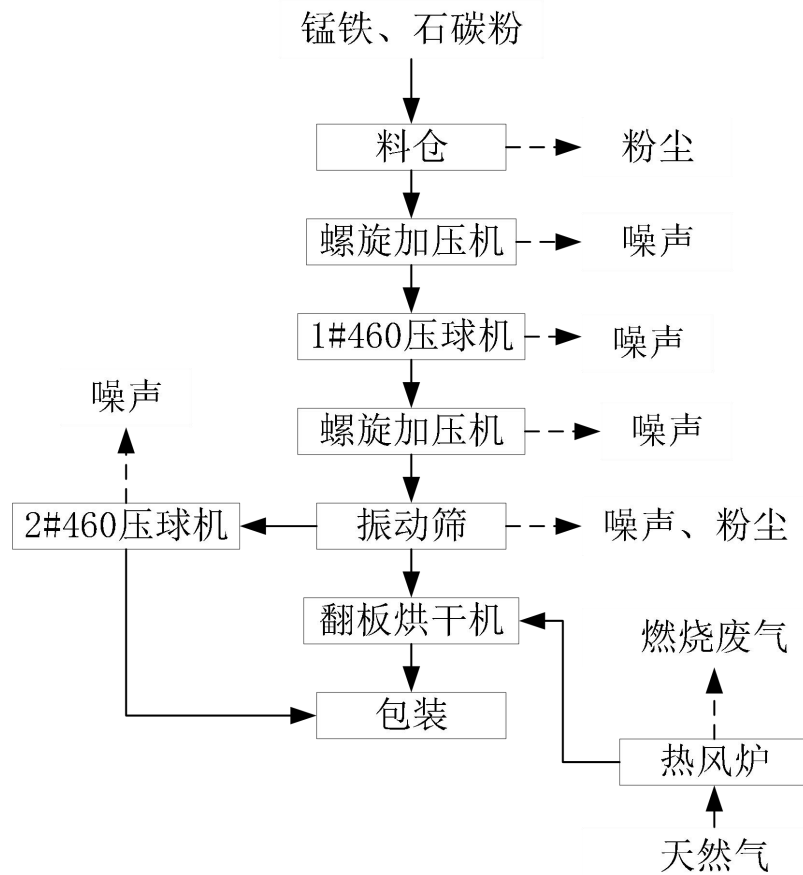 锰铁、石碳粉
料仓
粉尘
螺旋加压机
噪声
1#460压球机
噪声
噪声
螺旋加压机
噪声
2#460压球机
振动筛
噪声、粉尘
翻板烘干机
燃烧废气
包装
热风炉
天然气